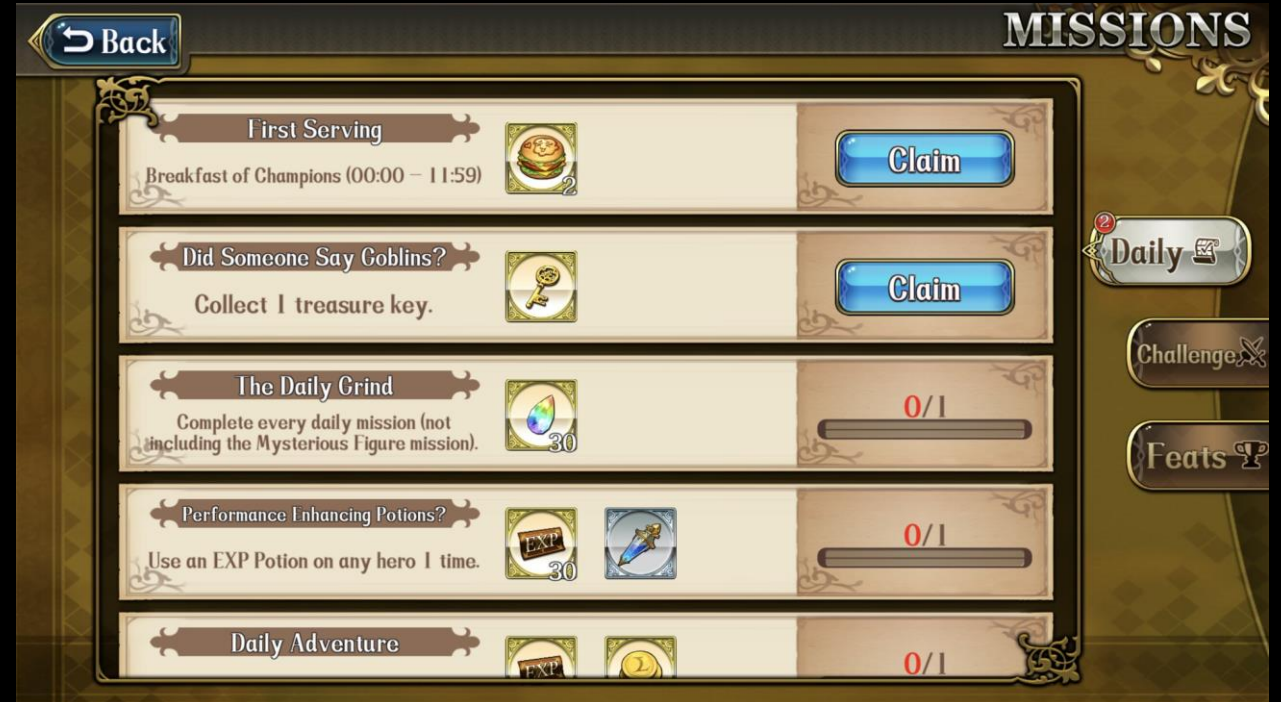 Back
MISSIONS
First Serving
Breakfast of Champions (00:00 – 11:59)
2
Claim
Did Someone Say Goblins?
Collect 1 treasure key.
Claim
2
Daily
The Daily Grind
Complete every daily mission (not
including the Mysterious Figure mission).
30
0/1
Challenge
Feats
Performance Enhancing Potions?
Use an EXP Potion on any hero 1 time.
EXP
30
0/1
Daily Adventure
EXP
0/1